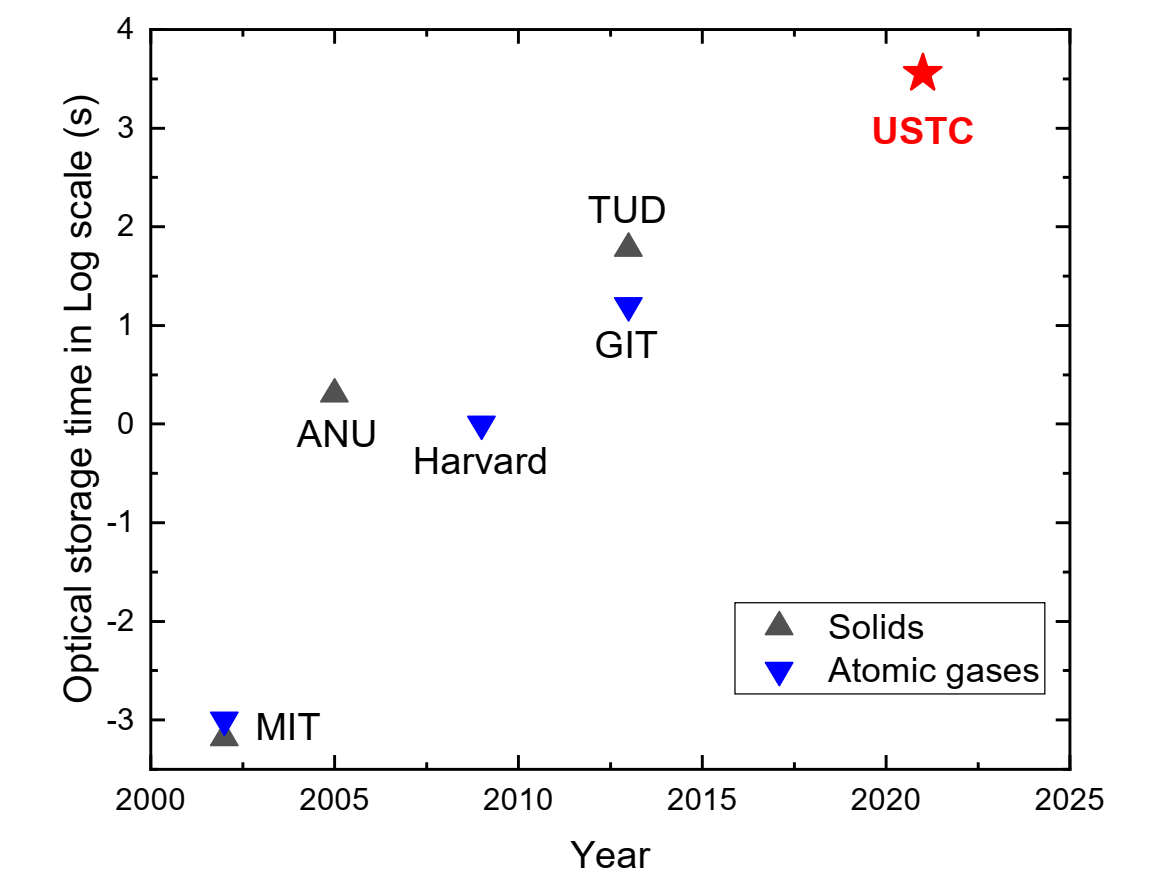 Optical storage time in Log scale (s)
4
3
2
1
0
-1
-2
-3
USTC
TUD
GIT
ANU
Harvard
MIT
Solids
Atomic gases
2000 2005 2010 2015 2020 2025
Year